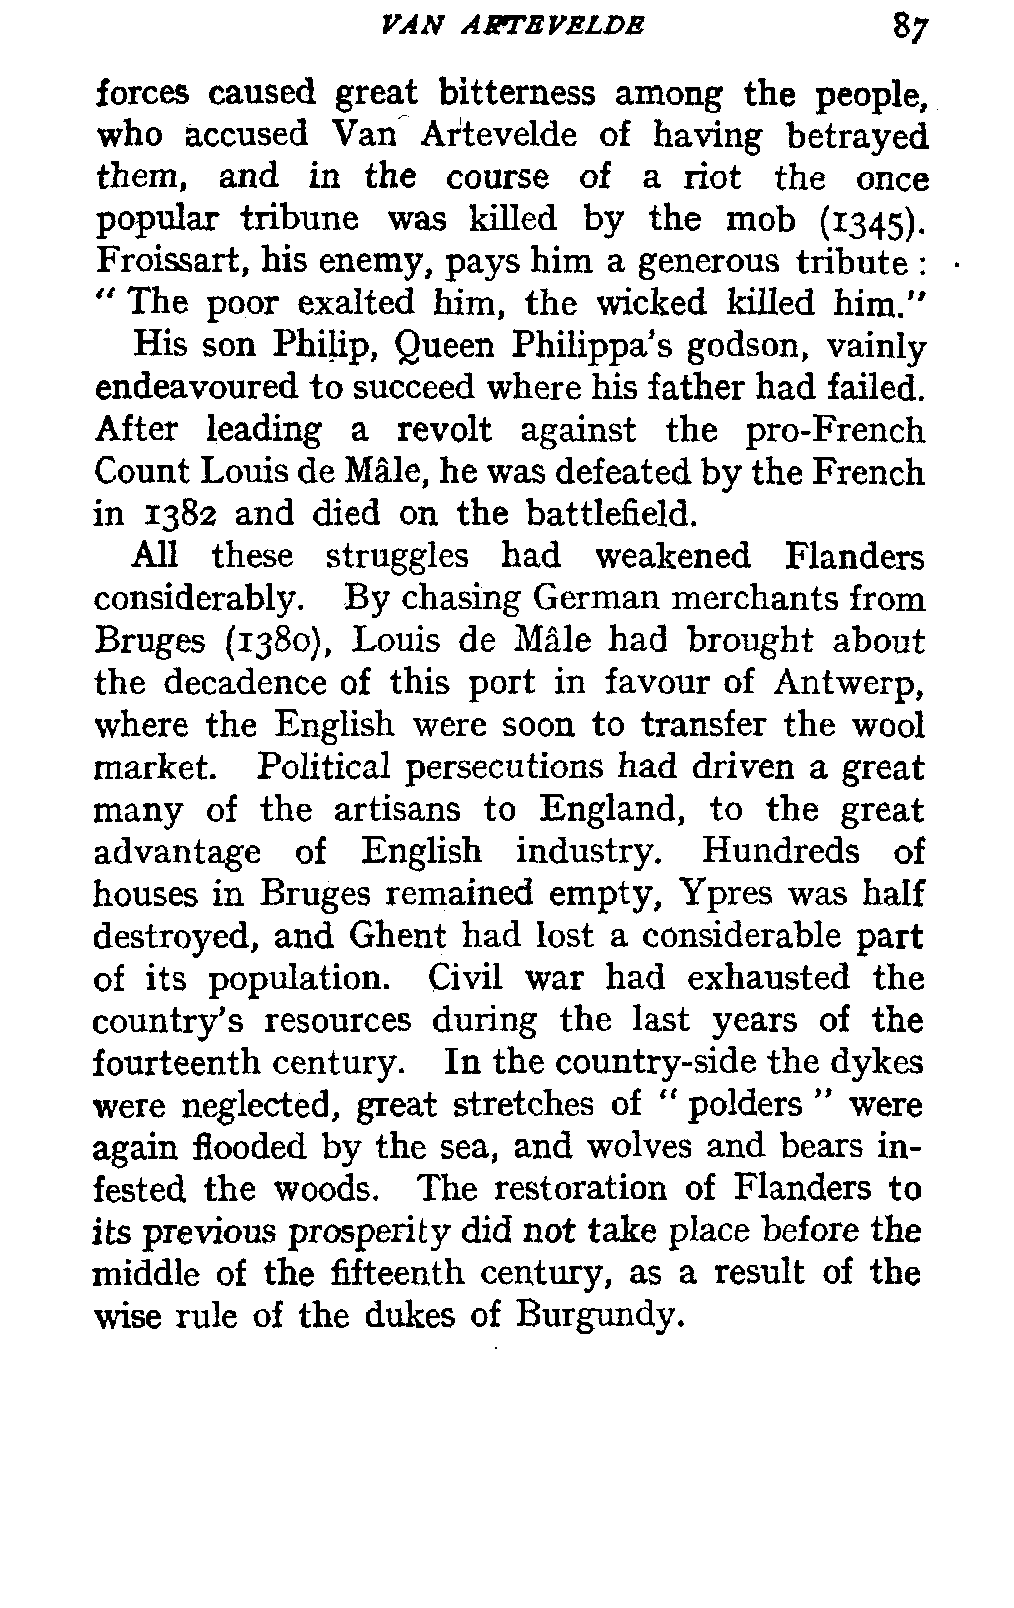 VAN ARTEVELDE 87
forces caused great bitterness among the people,
who accused Van Artevelde of having betrayed
them, and in the course of a riot the once
popular tribune was killed by the mob (1345).
Froissart, his enemy, pays him a generous tribute :
" The poor exalted him, the wicked killed him."
His son Philip, Queen Philippa's godson, vainly
endeavoured to succeed where his father had failed.
After leading a revolt against the pro-French
Count Louis de Mâle, he was defeated by the French
in 1382 and died on the battlefield.
All these struggles had weakened Flanders
considerably. By chasing German merchants from
Bruges (1380), Louis de Mâle had brought about
the decadence of this port in favour of Antwerp,
where the English were soon to transfer the wool
market. Political persecutions had driven a great
many of the artisans to England, to the great
advantage of English industry. Hundreds of
houses in Bruges remained empty, Ypres was half
destroyed, and Ghent had lost a considerable part
of its population. Civil war had exhausted the
country's resources during the last years of the
fourteenth century. In the country-side the dykes
were neglected, great stretches of " polders " were
again flooded by the sea, and wolves and bears in-
fested the woods. The restoration of Flanders to
its previous prosperity did not take place before the
middle of the fifteenth century, as a result of the
wise rule of the dukes of Burgundy.